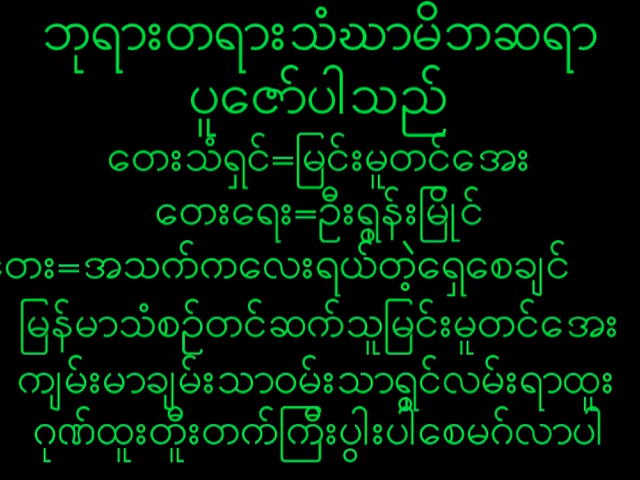 ဘုရားတရားသံဃာမိဘဆရာ
ပူဇော်ပါသည်
တေးသံရှင်=မြင်းမူတင်အေး
တေးရေး=ဦးရွှန်းမြိုင်
တေး=အသက်ကလေးရယ်တဲ့ရှေစေချင်
မြန်မာသံစဉ်တင်ဆက်သူမြင်းမူတင်အေး
ကျမ်းမာချမ်းသာဝမ်းသာရွှင်လမ်းရာထူး
ဂုဏ်ထူးတိူးတက်ကြီးပွါးပါစေမင်္ဂလာပါ